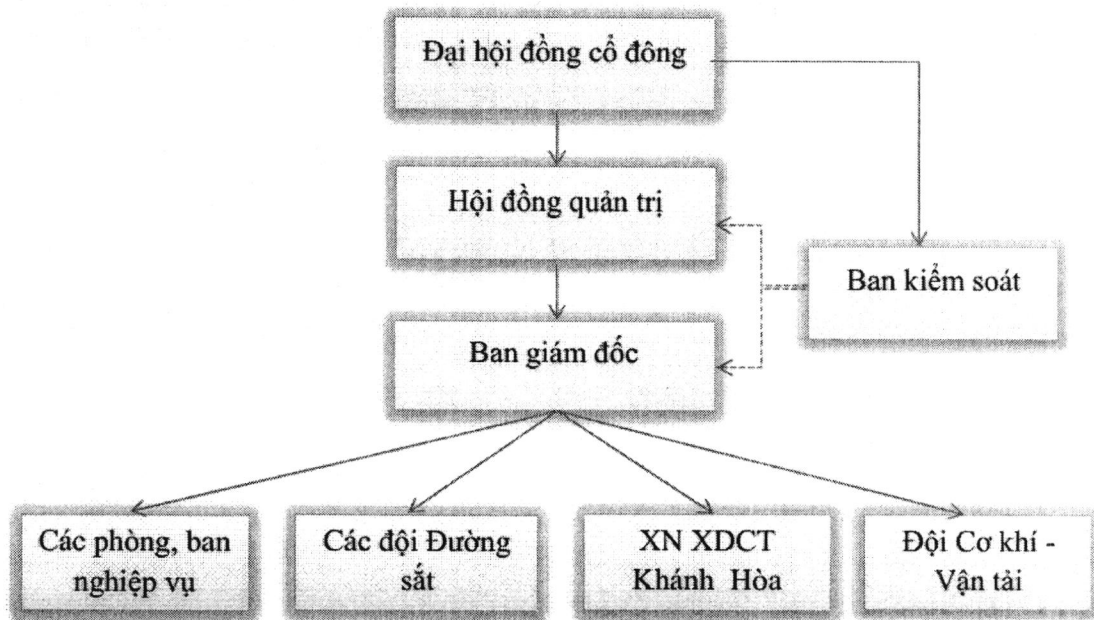 Đại hội đồng cổ đông
Hội đồng quản trị
Ban kiểm soát
Ban giám đốc
Các phòng, ban
nghiệp vụ
Các đội Đường
sắt
XN XDCT
Khánh Hòa
Đội Cơ khí -
Vận tải